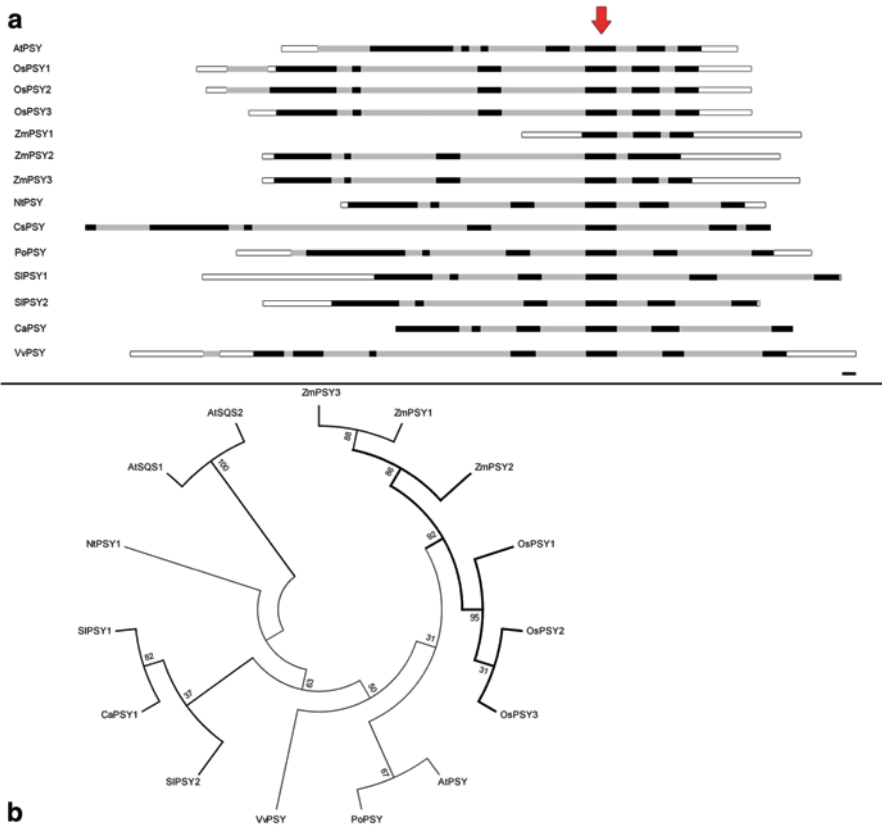 a
AtPSY
OsPSY1
OsPSY2
OsPSY3
ZmPSY1
ZmPSY2
ZmPSY3
NtPSY
CsPSY
PoPSY
SlPSY1
SlPSY2
CaPSY
VvPSY
ZmPSY3
AtSQS2
ZmPSY1
88
100
AtSQS1
86
ZmPSY2
92
NtPSY1
OsPSY1
95
SlPSY1
OsPSY2
31
82
31
63
50
37
CaPSY1
OsPSY3
SlPSY2
67
AtPSY
VvPSY
PoPSY
b